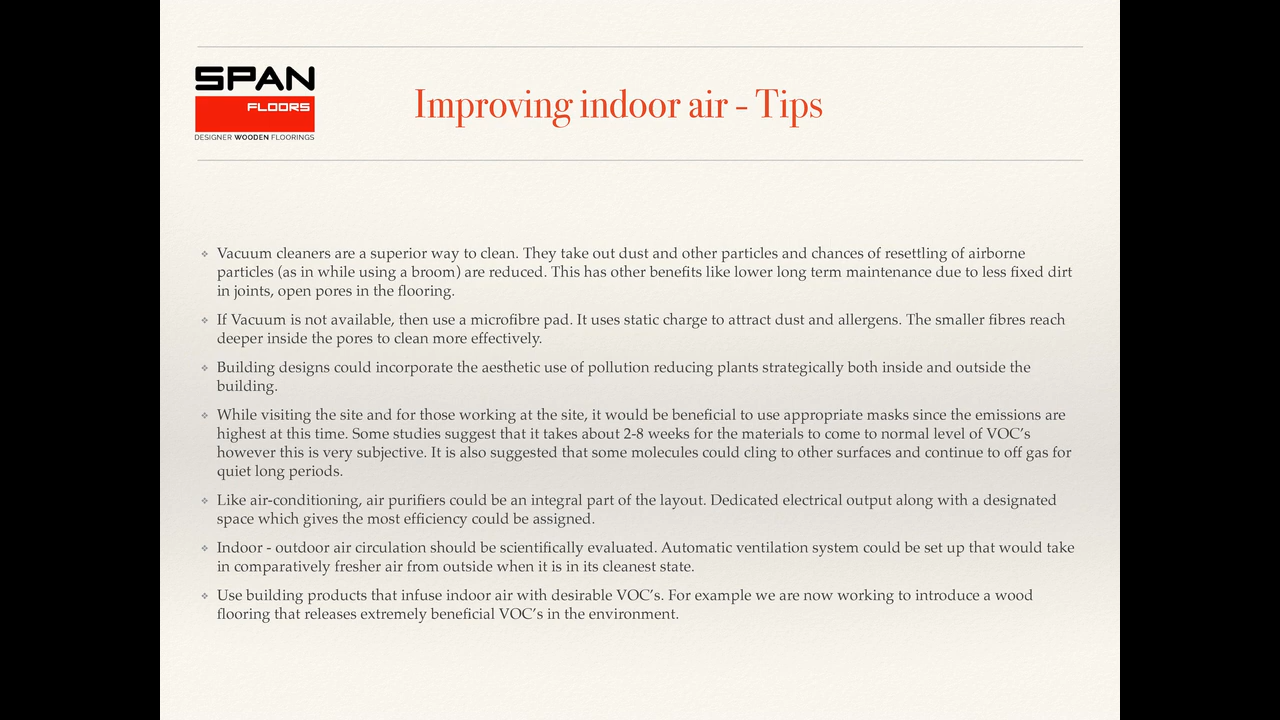 SPAN
FLOORS
DESIGNER WOODEN FLOORINGS
Improving indoor air - Tips
❖ Vacuum cleaners are a superior way to clean. They take out dust and other particles and chances of resettling of airborne
particles (as in while using a broom) are reduced. This has other benefits like lower long term maintenance due to less fixed dirt
in joints, open pores in the flooring.
❖ If Vacuum is not available, then use a microfibre pad. It uses static charge to attract dust and allergens. The smaller fibres reach
deeper inside the pores to clean more effectively.
❖ Building designs could incorporate the aesthetic use of pollution reducing plants strategically both inside and outside the
building.
❖ While visiting the site and for those working at the site, it would be beneficial to use appropriate masks since the emissions are
highest at this time. Some studies suggest that it takes about 2-8 weeks for the materials to come to normal level of VOC's
however this is very subjective. It is also suggested that some molecules could cling to other surfaces and continue to off gas for
quiet long periods.
❖ Like air-conditioning, air purifiers could be an integral part of the layout. Dedicated electrical output along with a designated
space which gives the most efficiency could be assigned.
❖ Indoor - outdoor air circulation should be scientifically evaluated. Automatic ventilation system could be set up that would take
in comparatively fresher air from outside when it is in its cleanest state.
❖ Use building products that infuse indoor air with desirable VOC's. For example we are now working to introduce a wood
flooring that releases extremely beneficial VOC's in the environment.